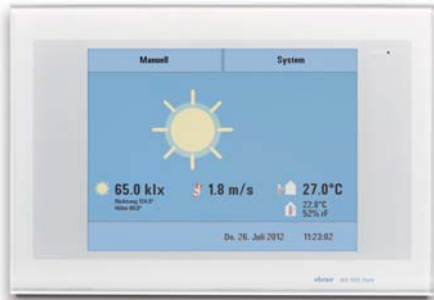 Manuell System
65.0 klx 1.8 m/s 27.0°C
Richtung 134.0°
Höhe 60.0°
22.0°C
52% rF
Do. 26. Juli 2012 11:23:02
elsner